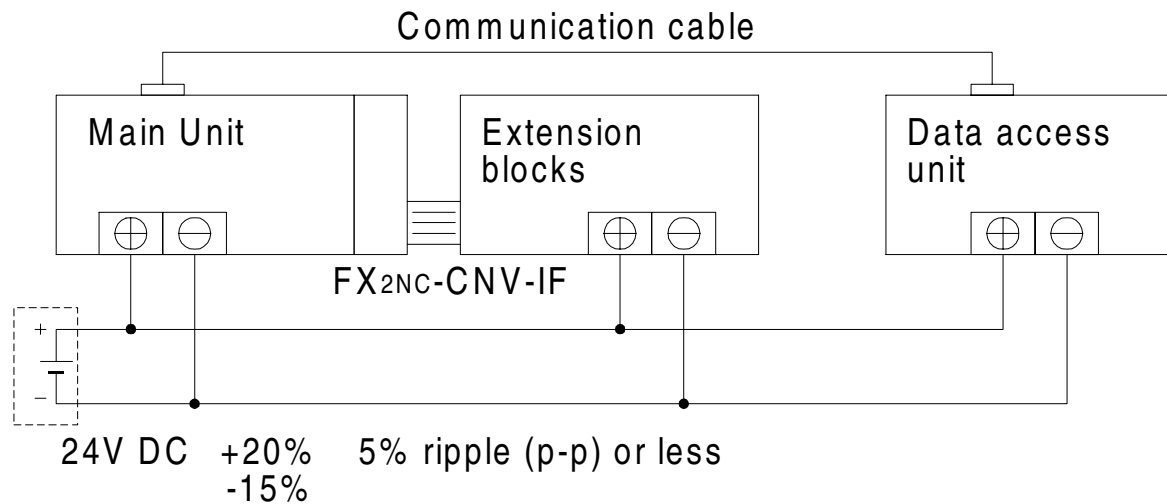 Communication cable
Main Unit
Extension
blocks
Data access
unit
FX2NC-CNV-IF
+
–
24V DC +20% 5% ripple (p-p) or less
-15%